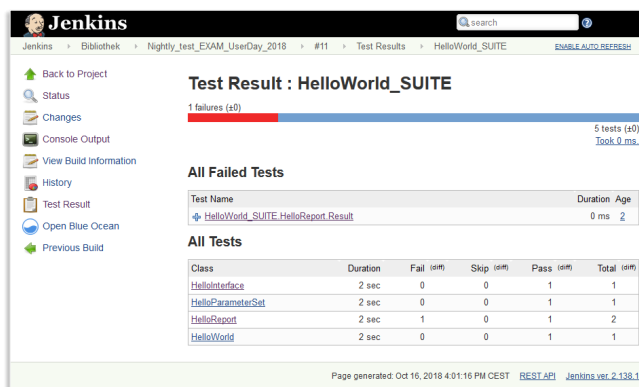 Jenkins
search
Jenkins Bibliothek Nightly_test_EXAM_UserDay_2018 #11 Test Results HelloWorld_SUITE ENABLE AUTO REFRESH
Back to Project
Status
Changes
Console Output
View Build Information
History
Test Result
Open Blue Ocean
Previous Build
Test Result : HelloWorld_SUITE
1 failures (±0)
5 tests (±0)
Took 0 ms.
All Failed Tests
Test Name Duration Age
HelloWorld_SUITE.HelloReport.Result 0 ms 2
All Tests
Class Duration Fail (diff) Skip (diff) Pass (diff) Total (diff)
HelloInterface 2 sec 0 0 1 1
HelloParameterSet 2 sec 0 0 1 1
HelloReport 2 sec 1 0 1 2
HelloWorld 2 sec 0 0 1 1
Page generated: Oct 16, 2018 4:01:16 PM CEST REST API Jenkins ver. 2.138.1